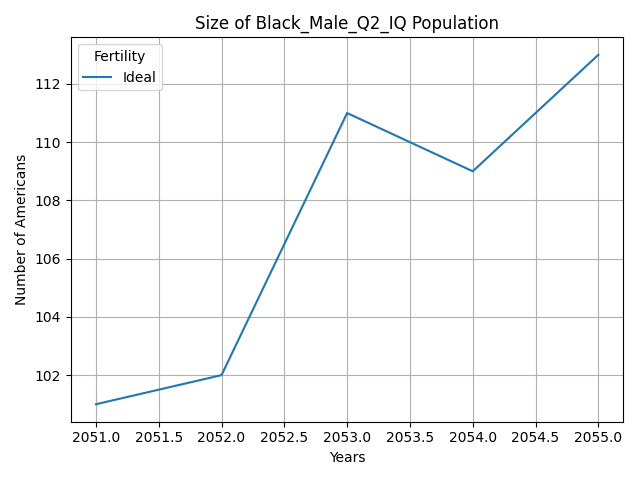 Size of Black_Male_Q2_IQ Population
Fertility
Ideal
Number of Americans
112
110
108
106
104
102
2051.0 2051.5 2052.0 2052.5 2053.0 2053.5 2054.0 2054.5 2055.0
Years